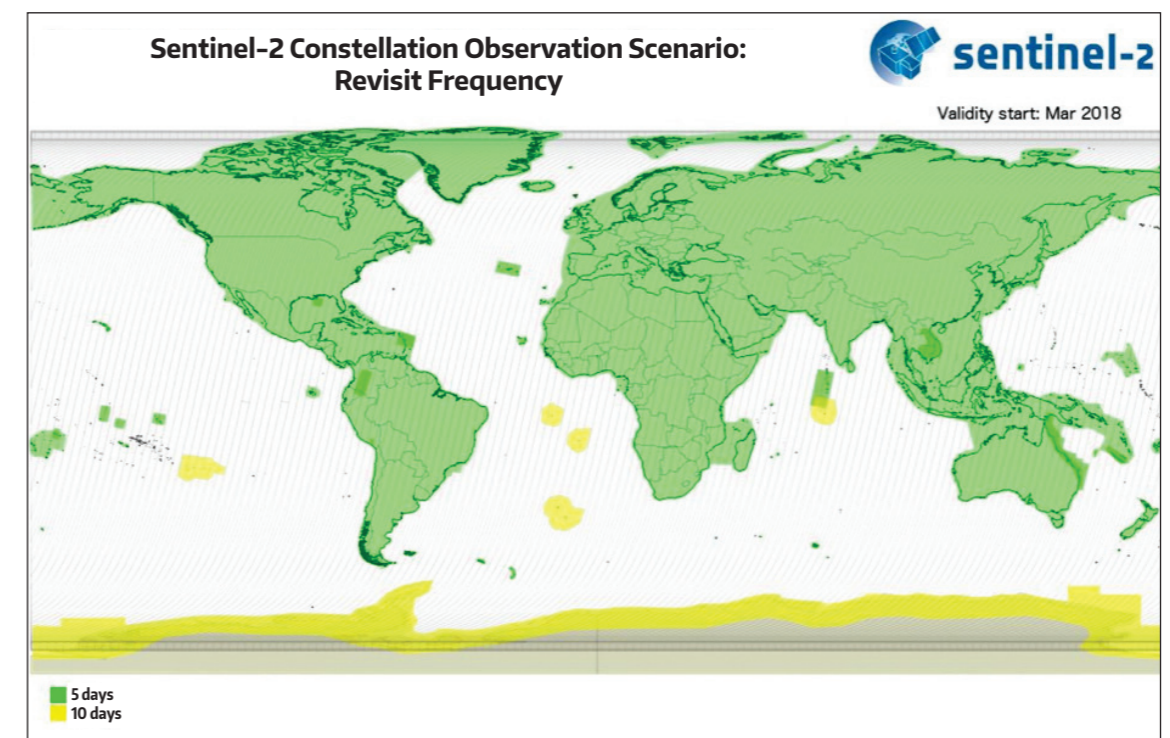 Sentinel-2 Constellation Observation Scenario:
Revisit Frequency
sentinel-2
Validity start: Mar 2018
5 days
10 days